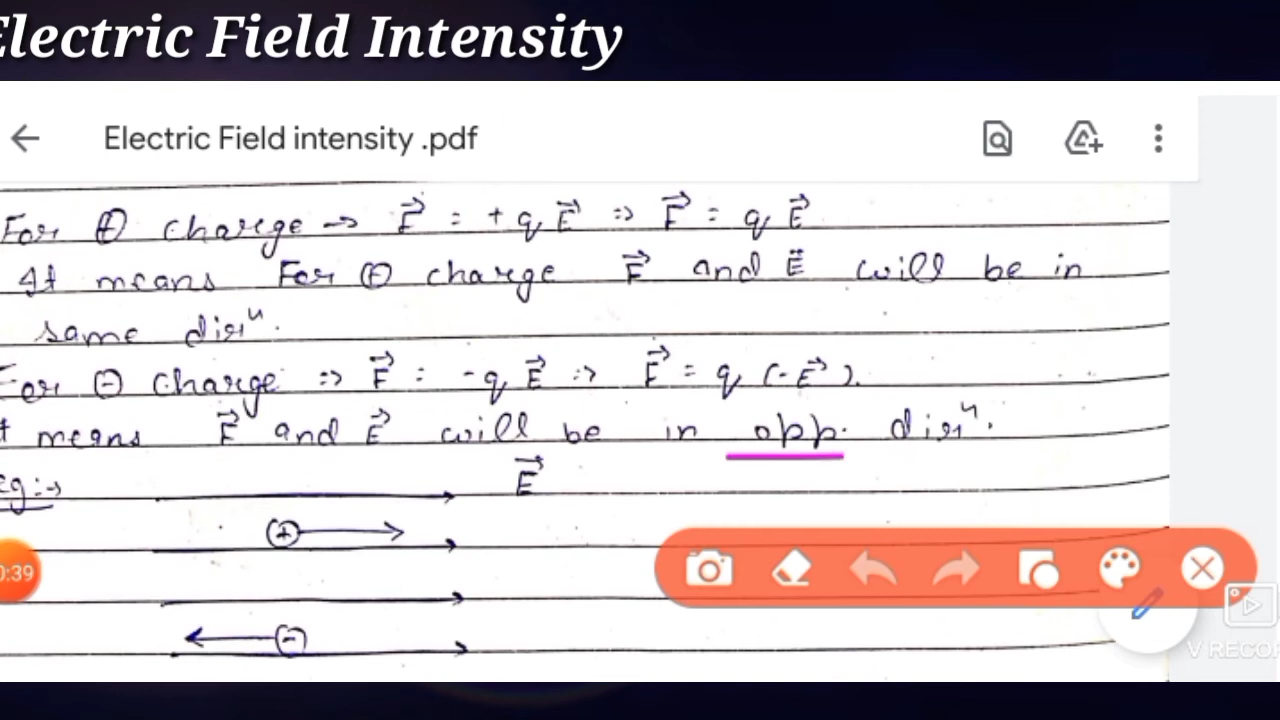 Electric Field Intensity
Electric Field intensity .pdf
For ⊕ charge → F⃗ = + q E⃗ ⇒ F⃗ = q E⃗
It means For ⊕ charge F⃗ and E⃗ will be in
same dirⁿ.
For ⊖ charge ⇒ F⃗ = -q E⃗ ⇒ F⃗ = q (-E⃗).
It means F⃗ and E⃗ will be in opp. dirⁿ.
eg:→ E⃗
+
-
0:39
V RECOR